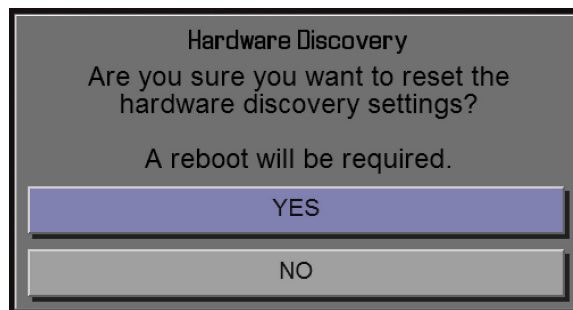 Hardware Discovery
Are you sure you want to reset the
hardware discovery settings?
A reboot will be required.
YES
NO